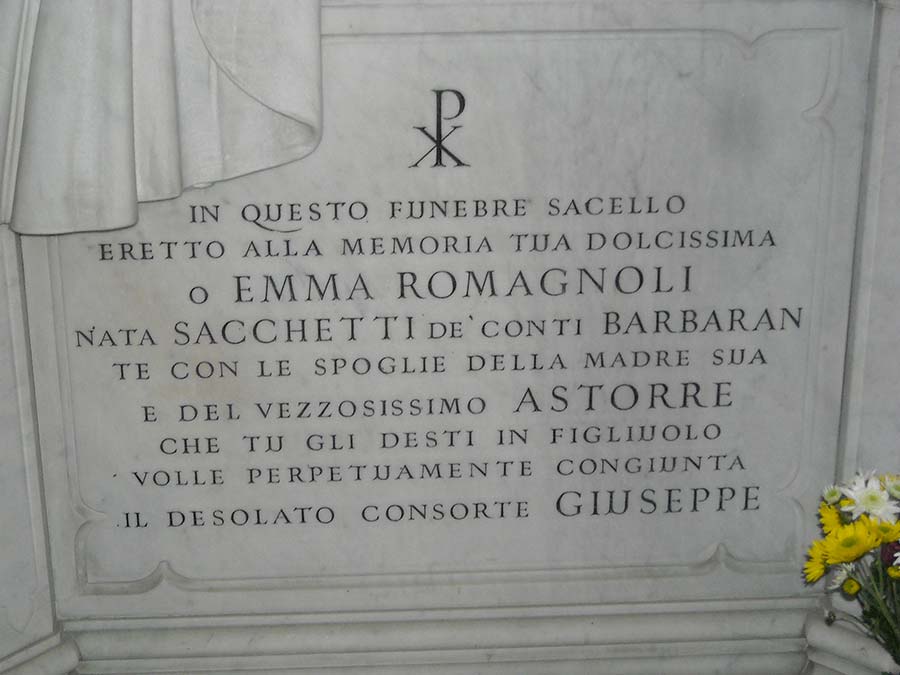 ☧
IN QUESTO FUNEBRE SACELLO
ERETTO ALLA MEMORIA TUA DOLCISSIMA
O EMMA ROMAGNOLI
NATA SACCHETTI DE' CONTI BARBARAN
TE CON LE SPOGLIE DELLA MADRE SUA
E DEL VEZZOSISSIMO ASTORRE
CHE TU GLI DESTI IN FIGLIUOLO
VOLLE PERPETUAMENTE CONGIUNTA
IL DESOLATO CONSORTE GIUSEPPE